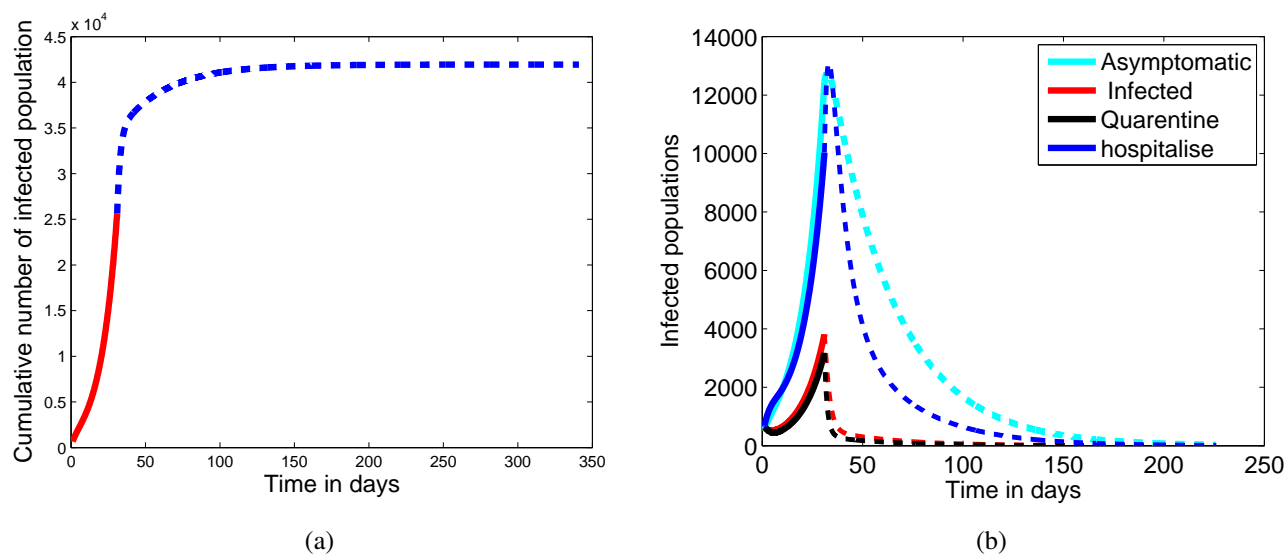 x 10⁴
4.5
4
3.5
3
2.5
2
1.5
1
0.5
0
Cumulative number of infected population
0 50 100 150 200 250 300 350
Time in days
(a)
14000
12000
10000
8000
6000
4000
2000
0
Infected populations
Asymptomatic
Infected
Quarentine
hospitalise
0 50 100 150 200 250
Time in days
(b)